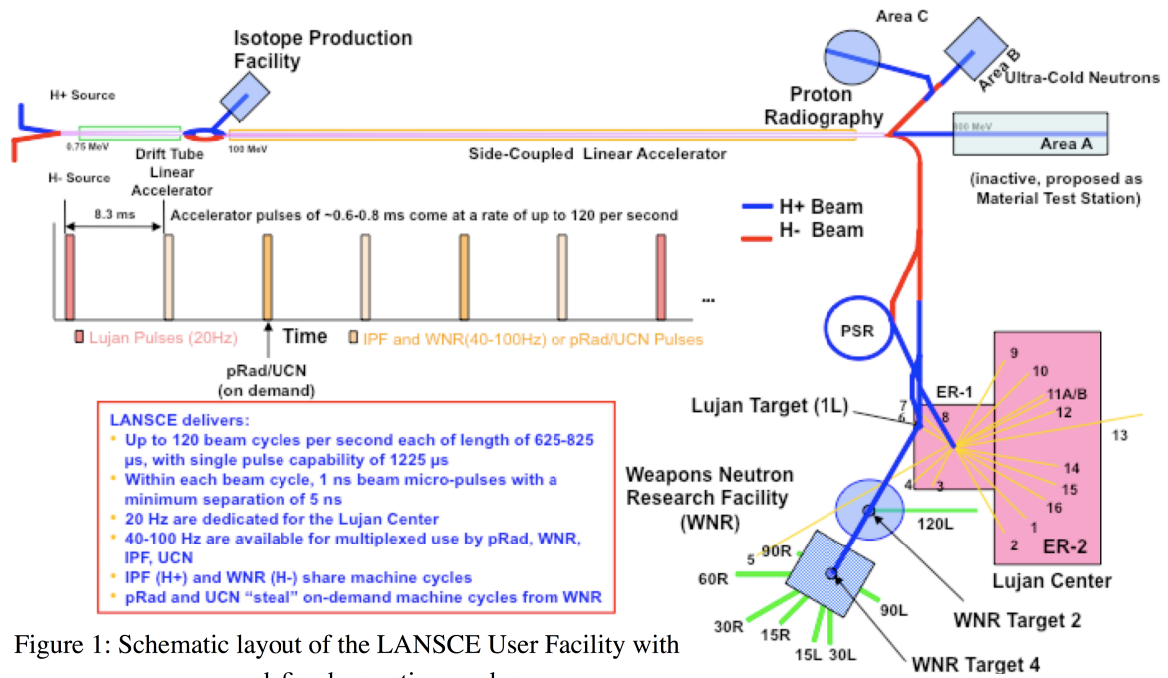 Area C
Isotope Production
Facility
Area B
Ultra-Cold Neutrons
H+ Source
Proton
Radiography
800 MeV
Area A
0.75 MeV
Drift Tube
Linear
Accelerator
100 MeV
Side-Coupled Linear Accelerator
(inactive, proposed as
Material Test Station)
H- Source
8.3 ms
Accelerator pulses of ~0.6-0.8 ms come at a rate of up to 120 per second
H+ Beam
H- Beam
...
Lujan Pulses (20Hz)
Time
IPF and WNR(40-100Hz) or pRad/UCN Pulses
pRad/UCN
(on demand)
PSR
LANSCE delivers:
• Up to 120 beam cycles per second each of length of 625-825
µs, with single pulse capability of 1225 µs
• Within each beam cycle, 1 ns beam micro-pulses with a
minimum separation of 5 ns
• 20 Hz are dedicated for the Lujan Center
• 40-100 Hz are available for multiplexed use by pRad, WNR,
IPF, UCN
• IPF (H+) and WNR (H-) share machine cycles
• pRad and UCN “steal” on-demand machine cycles from WNR
Lujan Target (1L)
ER-1
7
6
8
9
10
11A/B
12
13
14
15
16
1
2
3
4
5
ER-2
Lujan Center
Weapons Neutron
Research Facility
(WNR)
120L
90R
60R
30R
15R
15L
30L
90L
WNR Target 2
WNR Target 4
Figure 1: Schematic layout of the LANSCE User Facility with